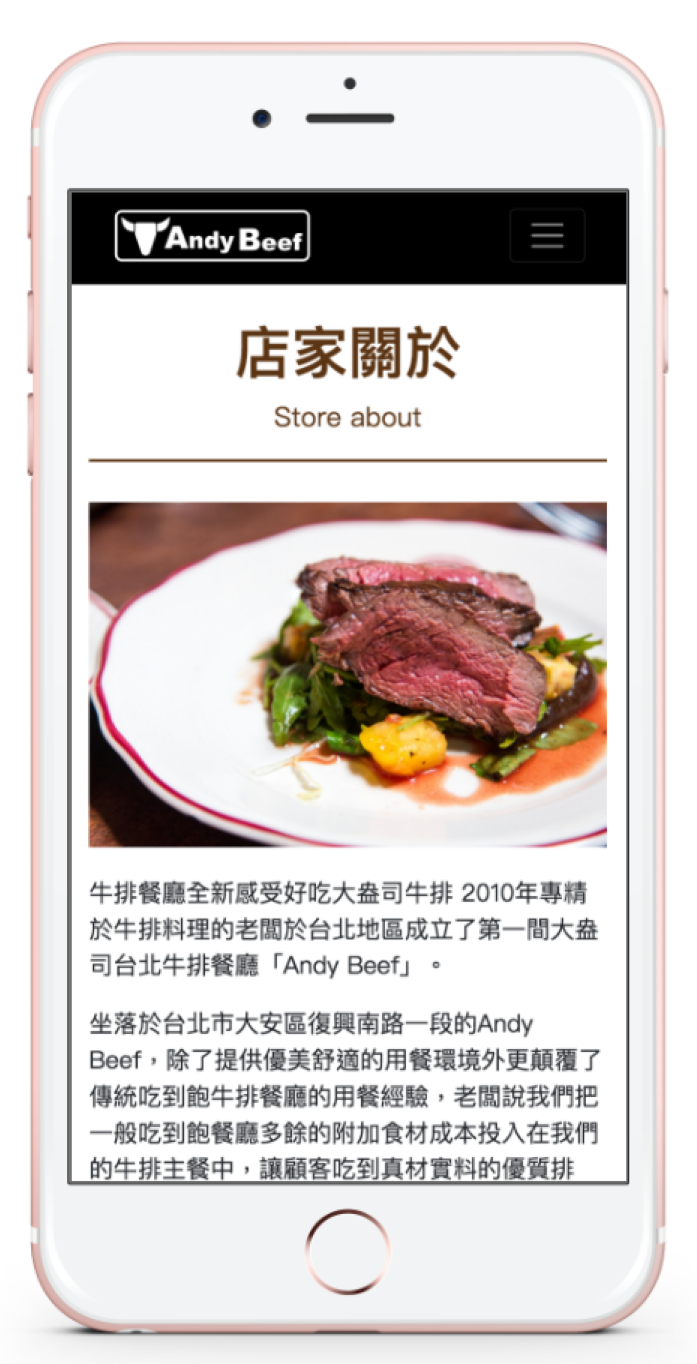 Andy Beef
店家關於
Store about
牛排餐廳全新感受好吃大盎司牛排 2010年專精
於牛排料理的老闆於台北地區成立了第一間大盎
司台北牛排餐廳「Andy Beef」。
坐落於台北市大安區復興南路一段的Andy
Beef，除了提供優美舒適的用餐環境外更顛覆了
傳統吃到飽牛排餐廳的用餐經驗，老闆說我們把
一般吃到飽餐廳多餘的附加食材成本投入在我們
的牛排主餐中，讓顧客吃到真材實料的優質排